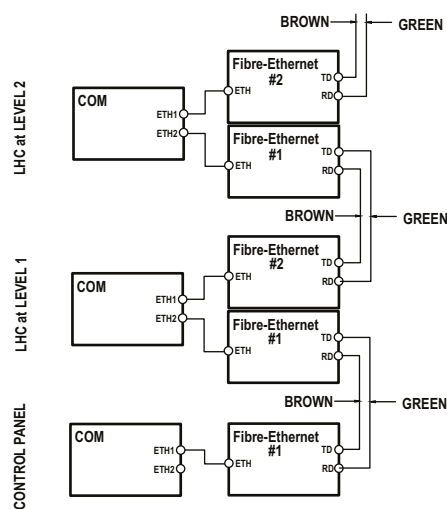 BROWN
GREEN
LHC at LEVEL 2
COM
ETH1
ETH2
Fibre-Ethernet
#2
ETH
TD
RD
Fibre-Ethernet
#1
ETH
TD
RD
BROWN
GREEN
LHC at LEVEL 1
COM
ETH1
ETH2
Fibre-Ethernet
#2
ETH
TD
RD
Fibre-Ethernet
#1
ETH
TD
RD
BROWN
GREEN
CONTROL PANEL
COM
ETH1
ETH2
Fibre-Ethernet
#1
ETH
TD
RD